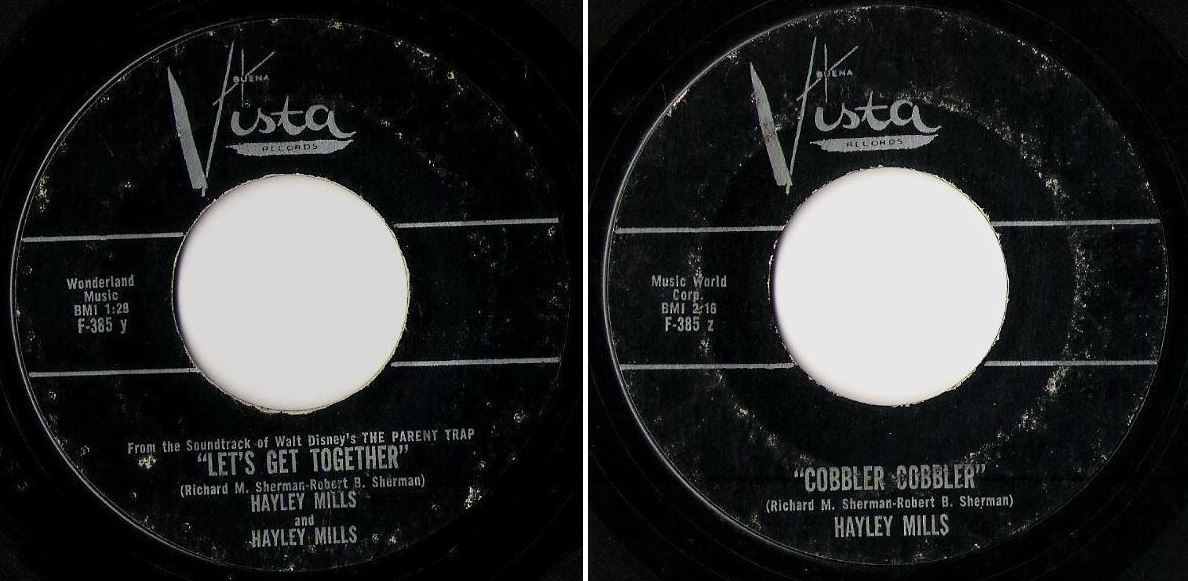 BUENA
Vista
RECORDS
Wonderland
Music
BMI 1:28
F-385 y
From the Soundtrack of Walt Disney's THE PARENT TRAP
"LET'S GET TOGETHER"
(Richard M. Sherman-Robert B. Sherman)
HAYLEY MILLS
and
HAYLEY MILLS
BUENA
Vista
RECORDS
Music World
Corp.
BMI 2:16
F-385 z
"COBBLER COBBLER"
(Richard M. Sherman-Robert B. Sherman)
HAYLEY MILLS